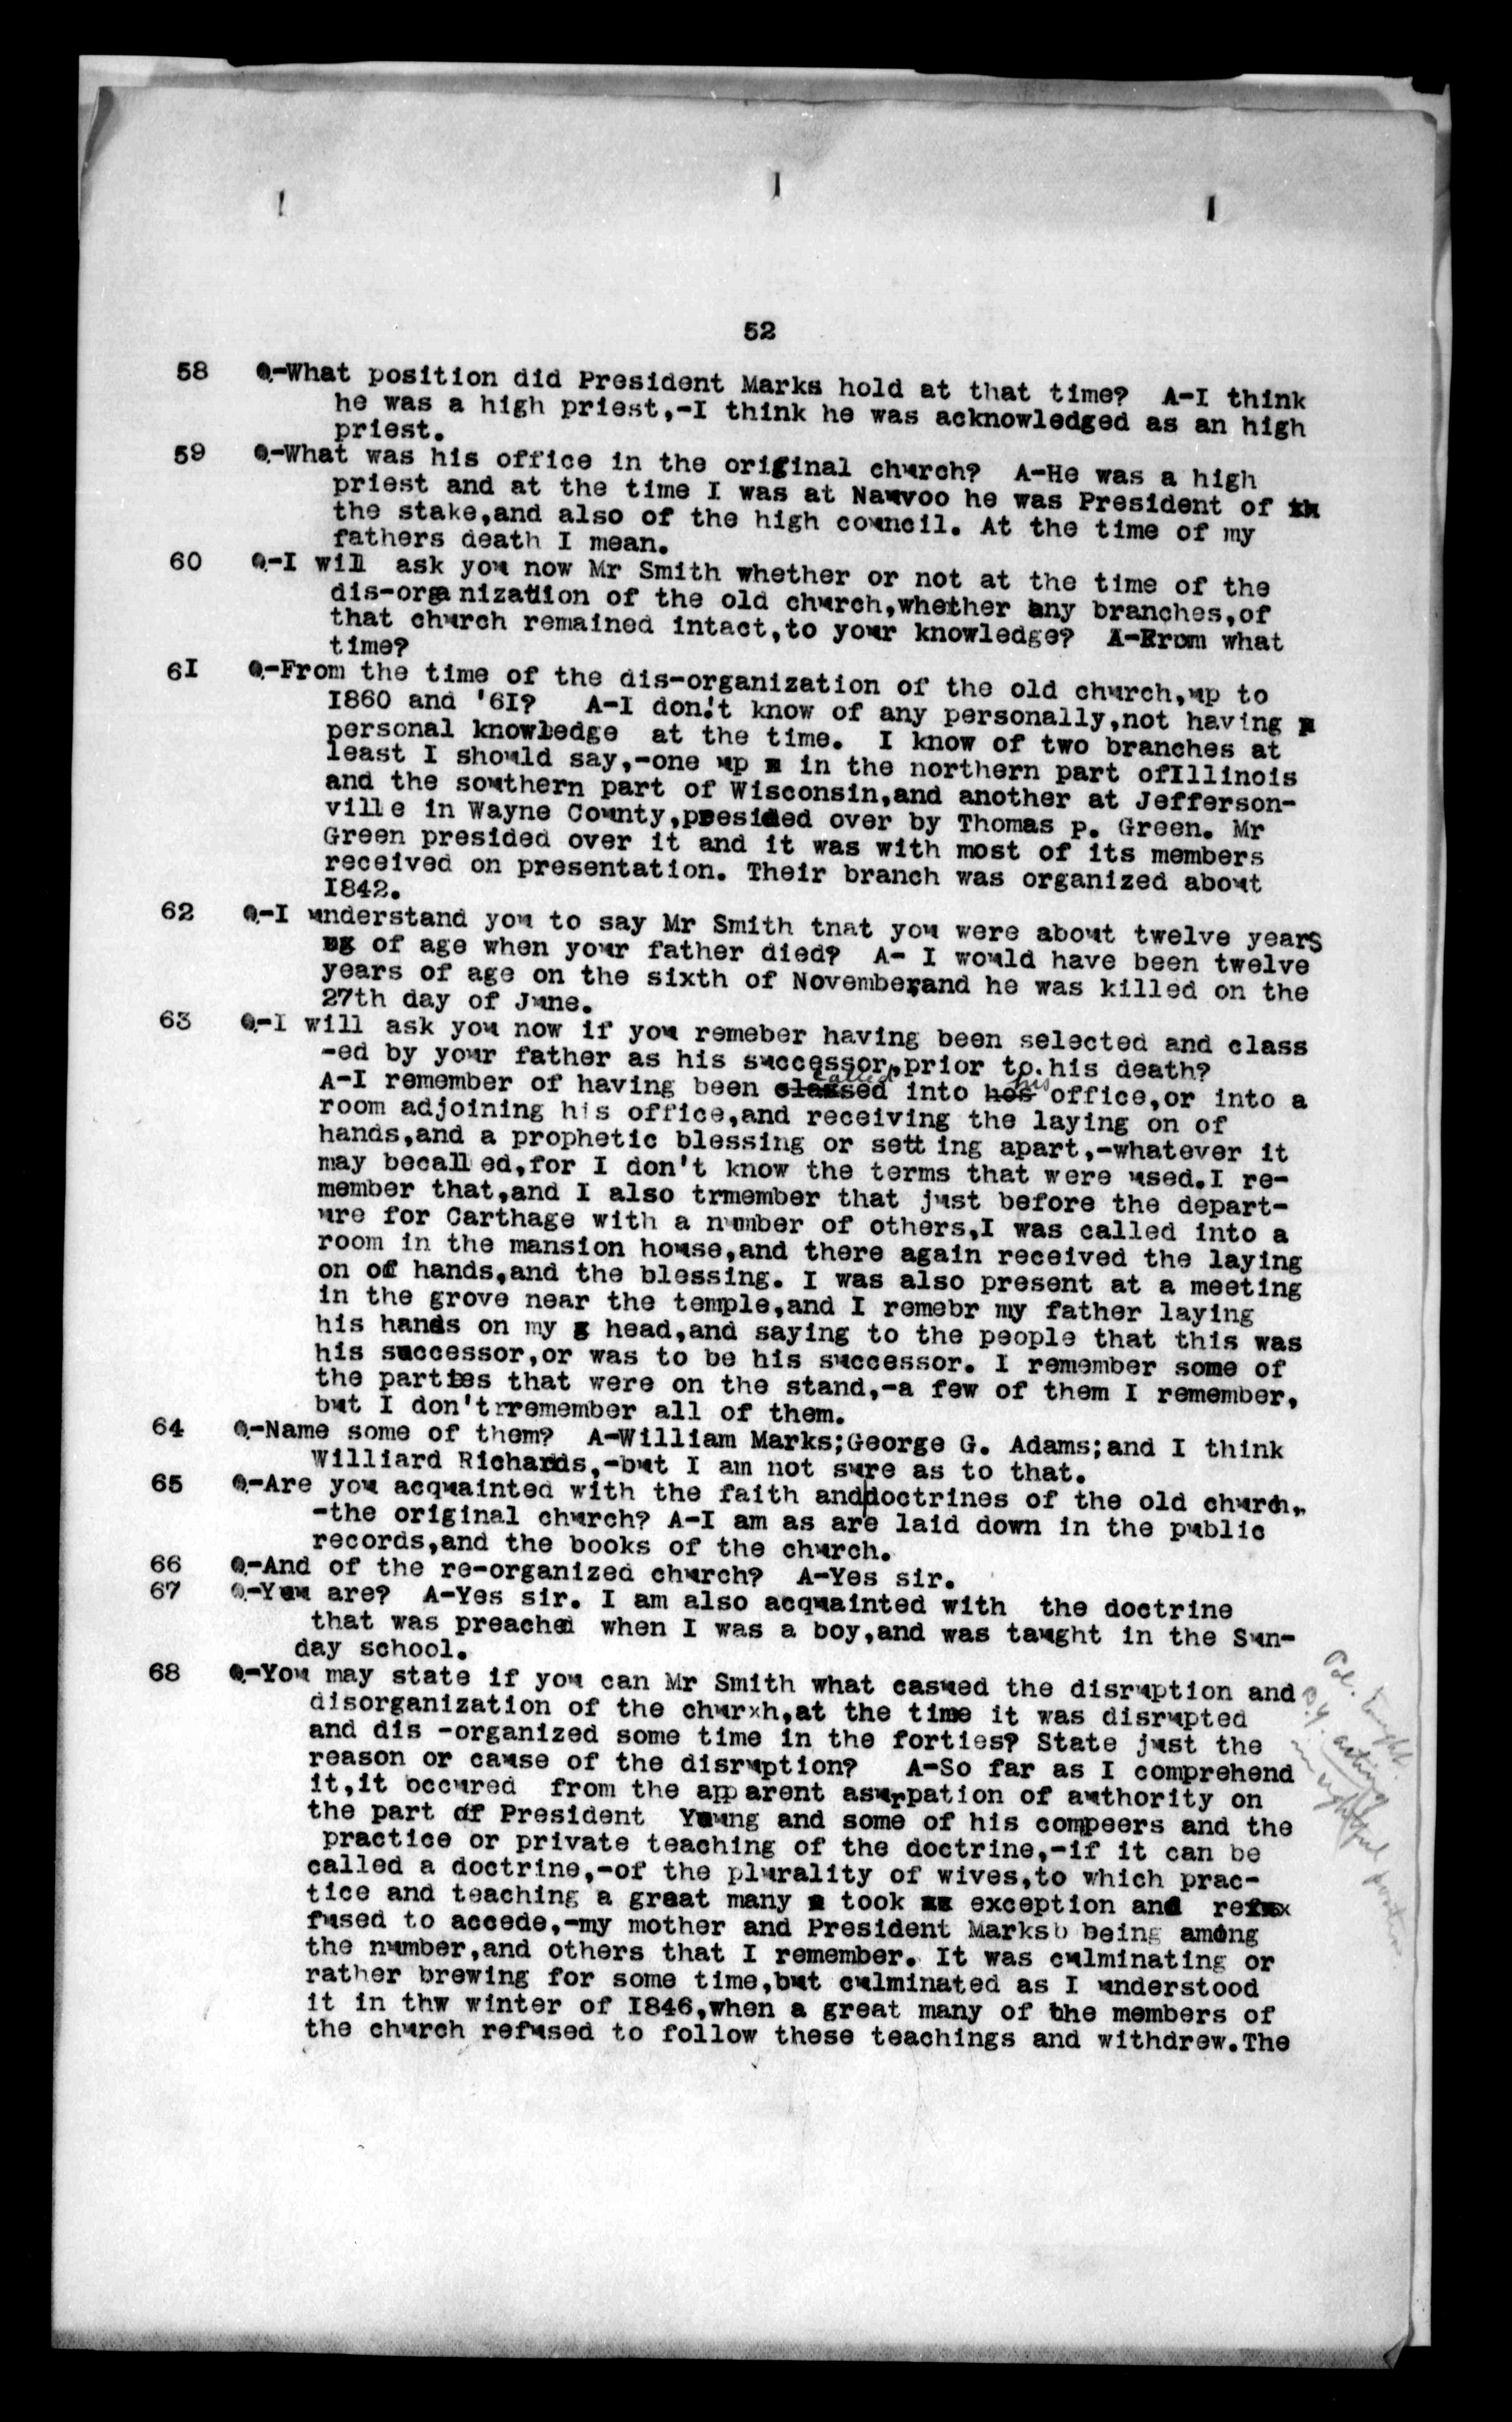 52
58 Q-What position did President Marks hold at that time? A-I think
he was a high priest,-I think he was acknowledged as an high
priest.
59 Q-What was his office in the original church? A-He was a high
priest and at the time I was at Nauvoo he was President of th
the stake,and also of the high council. At the time of my
fathers death I mean.
60 Q-I will ask you now Mr Smith whether or not at the time of the
dis-organization of the old church,whether any branches,of
that church remained intact,to your knowledge? A-From what
time?
6I Q-From the time of the dis-organization of the old church,up to
I860 and '6I? A-I don't know of any personally,not having
personal knowledge at the time. I know of two branches at
least I should say,-one up in the northern part ofIllinois
and the southern part of Wisconsin,and another at Jefferson-
ville in Wayne County,presided over by Thomas p. Green. Mr
Green presided over it and it was with most of its members
received on presentation. Their branch was organized about
I842.
62 Q-I understand you to say Mr Smith tnat you were about twelve years
of age when your father died? A- I would have been twelve
years of age on the sixth of November,and he was killed on the
27th day of June.
63 Q-I will ask you now if you remeber having been selected and class
-ed by your father as his successor,prior to.his death?
A-I remember of having been classed called into hes his office,or into a
room adjoining his office,and receiving the laying on of
hands,and a prophetic blessing or sett ing apart,-whatever it
may becalled,for I don't know the terms that were used.I re-
member that,and I also trmember that just before the depart-
ure for Carthage with a number of others,I was called into a
room in the mansion house,and there again received the laying
on of hands,and the blessing. I was also present at a meeting
in the grove near the temple,and I remebr my father laying
his hands on my head,and saying to the people that this was
his successor,or was to be his successor. I remember some of
the parties that were on the stand,-a few of them I remember,
but I don't rremember all of them.
64 Q-Name some of them? A-William Marks;George G. Adams;and I think
Williard Richards,-but I am not sure as to that.
65 Q-Are you acquainted with the faith and doctrines of the old church,
-the original church? A-I am as are laid down in the public
records,and the books of the church.
66 Q-And of the re-organized church? A-Yes sir.
67 Q-You are? A-Yes sir. I am also acquainted with the doctrine
that was preached when I was a boy,and was taught in the Sun-
day school.
68 Q-You may state if you can Mr Smith what casued the disruption and
disorganization of the churxh,at the time it was disrupted
and dis -organized some time in the forties? State just the
reason or cause of the disruption? A-So far as I comprehend
it,it occured from the apparent asurpation of authority on
the part of President Young and some of his compeers and the
practice or private teaching of the doctrine,-if it can be
called a doctrine,-of the plurality of wives,to which prac-
tice and teaching a great many took exception and refu
fused to accede,-my mother and President Marksb being among
the number,and others that I remember. It was culminating or
rather brewing for some time,but culminated as I understood
it in thw winter of I846,when a great many of the members of
the church refused to follow these teachings and withdrew.The
taught
B.Y. acting